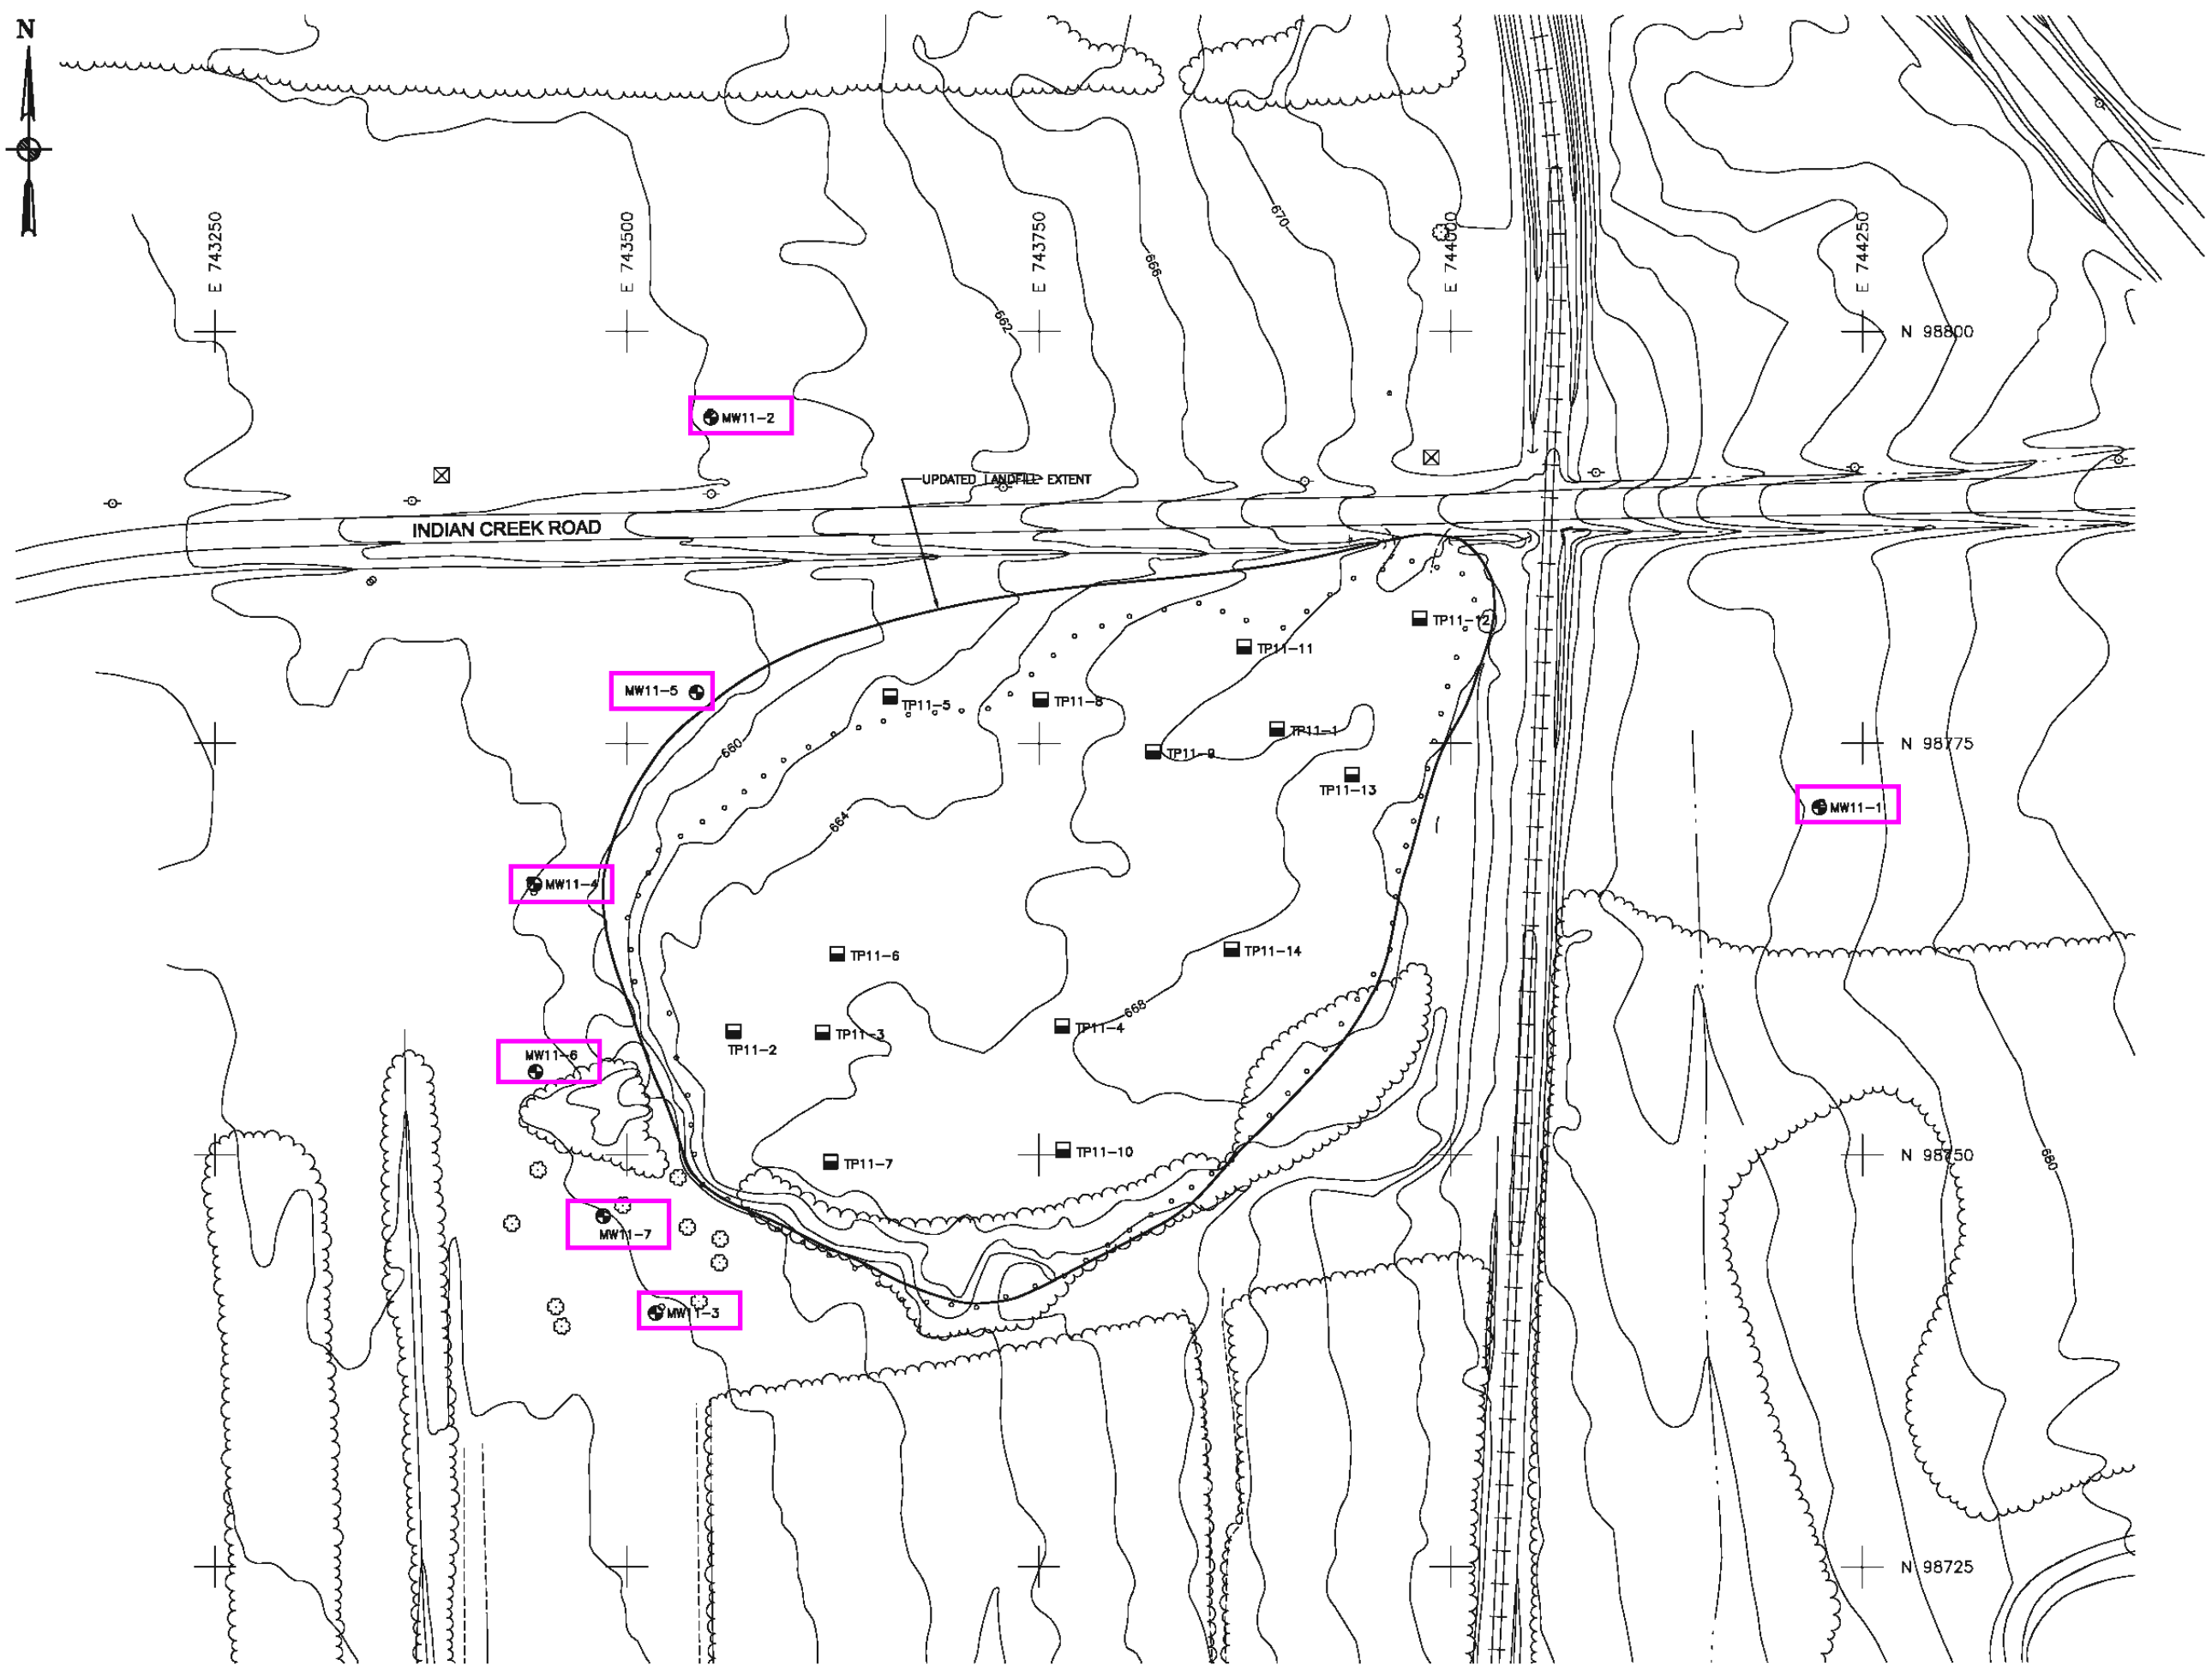 N
E 743250
E 743500
E 743750
E 744000
E 744250
670
666
662
N 98800
MW11-2
UPDATED LANDFILL EXTENT
INDIAN CREEK ROAD
TP11-12
TP11-11
MW11-5
TP11-5
TP11-8
TP11-1
660
TP11-9
N 98775
TP11-13
MW11-1
664
MW11-4
TP11-6
TP11-14
668
TP11-4
TP11-3
TP11-2
MW11-6
TP11-10
TP11-7
N 98750
680
MW11-7
MW11-3
N 98725